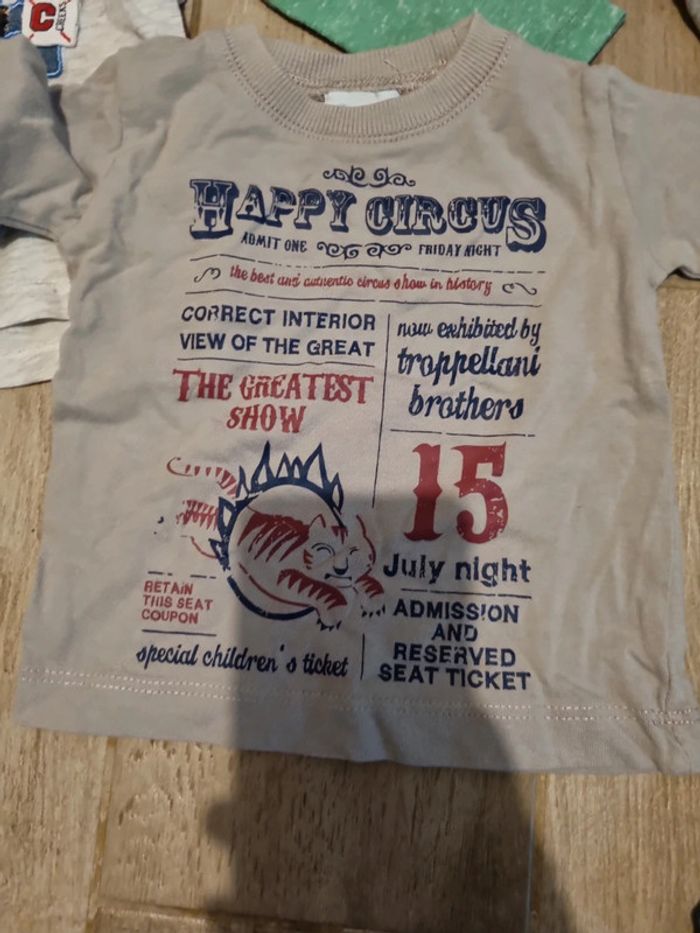 C
CREEKS
HAPPY CIRCUS
ADMIT ONE FRIDAY NIGHT
the best and autnentio circus show in history
CORRECT INTERIOR
VIEW OF THE GREAT
THE GREATEST
SHOW
now exhibited by
troppellani
brothers
15
July night
RETAIN
THIS SEAT
COUPON
special children's ticket
ADMISSION
AND
RESERVED
SEAT TICKET